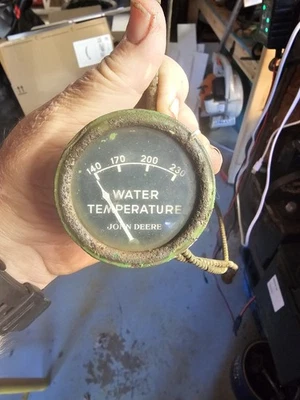 140 170 200 230
WATER
TEMPERATURE
JOHN DEERE